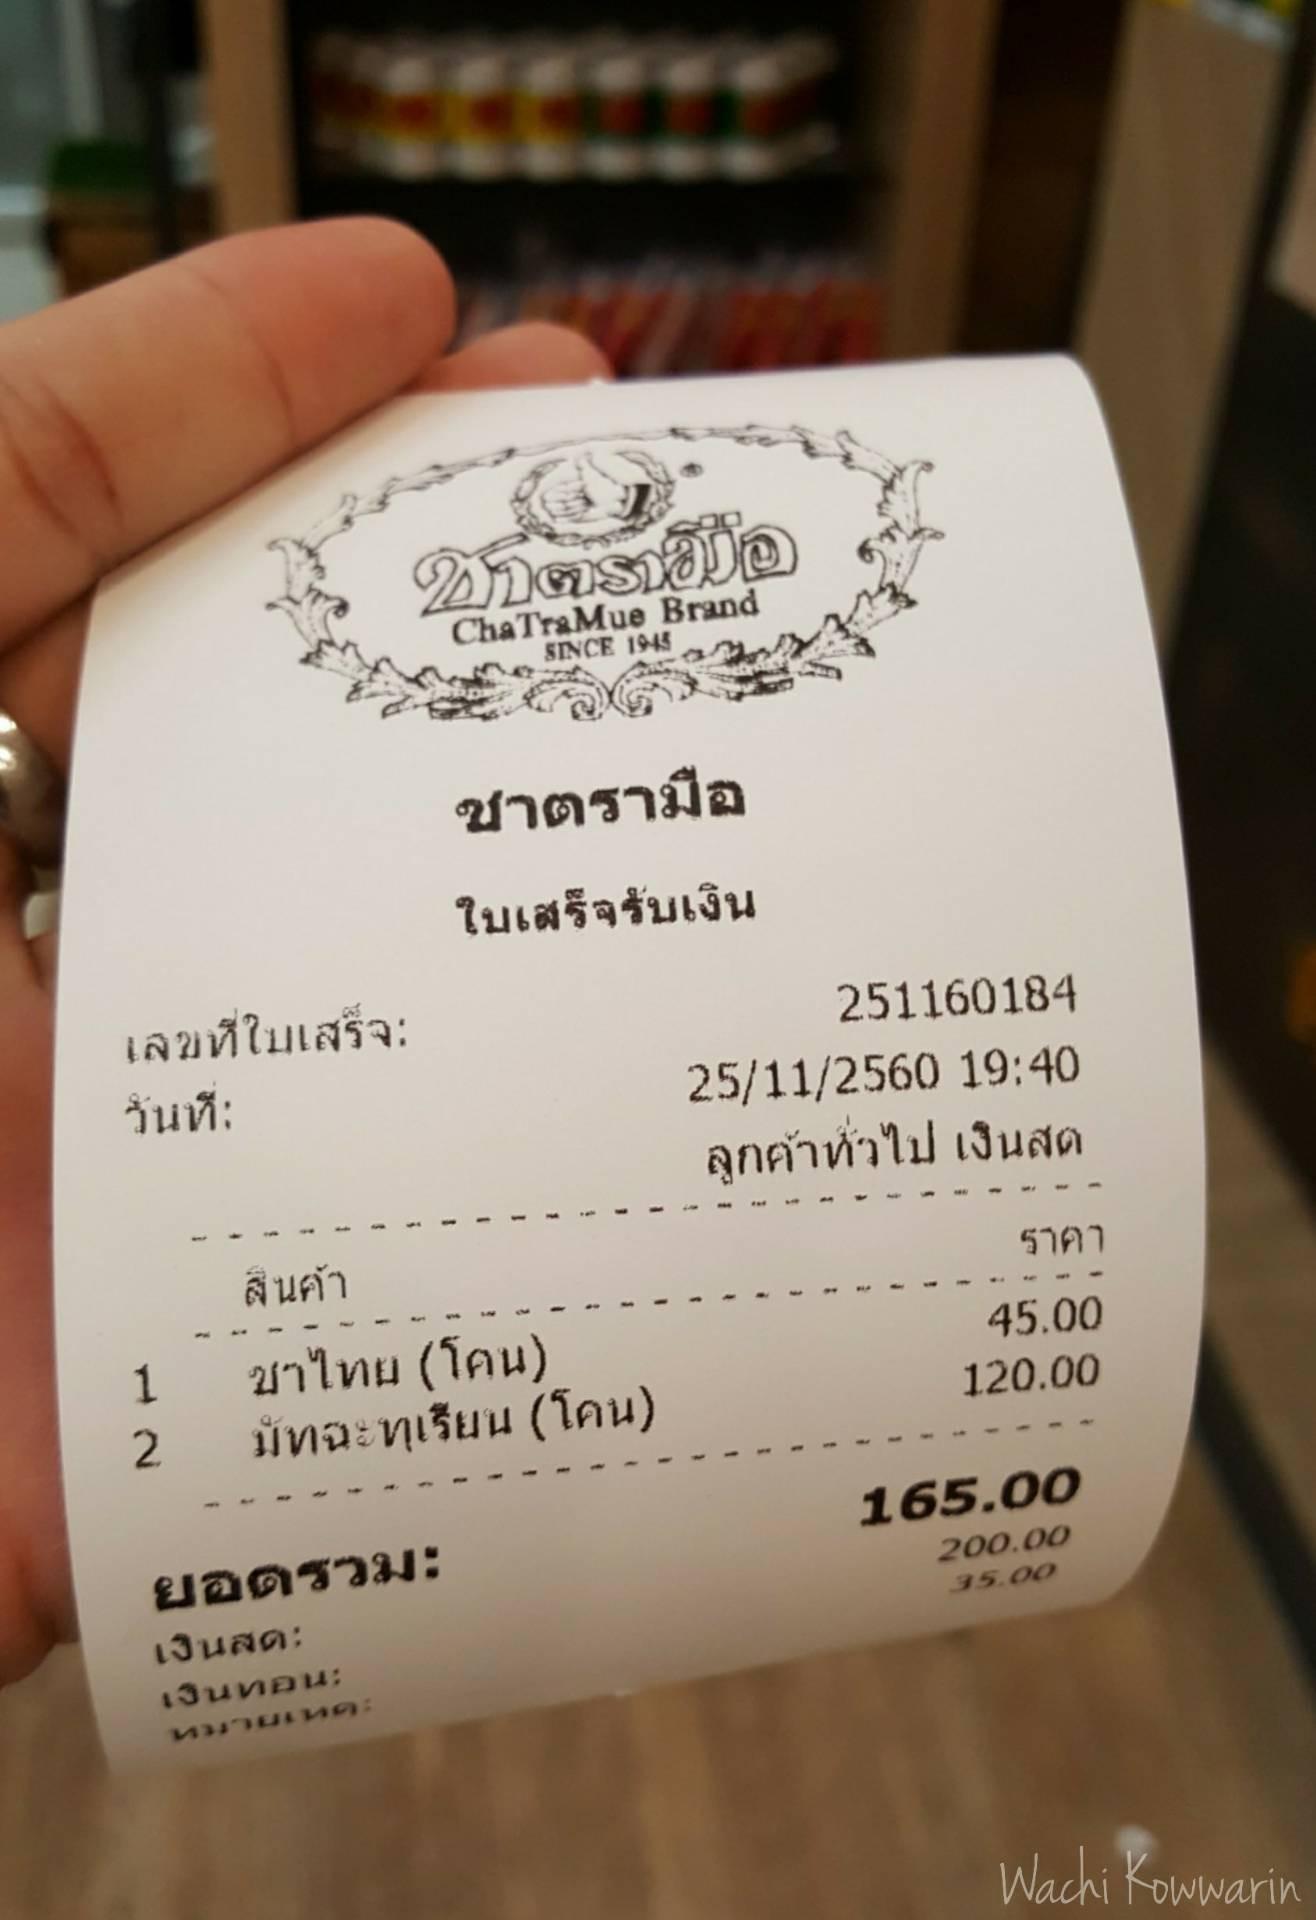 ชาตรามือ
ChaTraMue Brand
SINCE 1945
ชาตรามือ
ใบเสร็จรับเงิน
เลขที่ใบเสร็จ: 251160184
วันที่: 25/11/2560 19:40
ลูกค้าทั่วไป เงินสด
สินค้า ราคา
1 ชาไทย (โคน) 45.00
2 มัทฉะทุเรียน (โคน) 120.00
ยอดรวม: 165.00
เงินสด: 200.00
เงินทอน: 35.00
หมายเหตุ:
Wachi Kowwarin